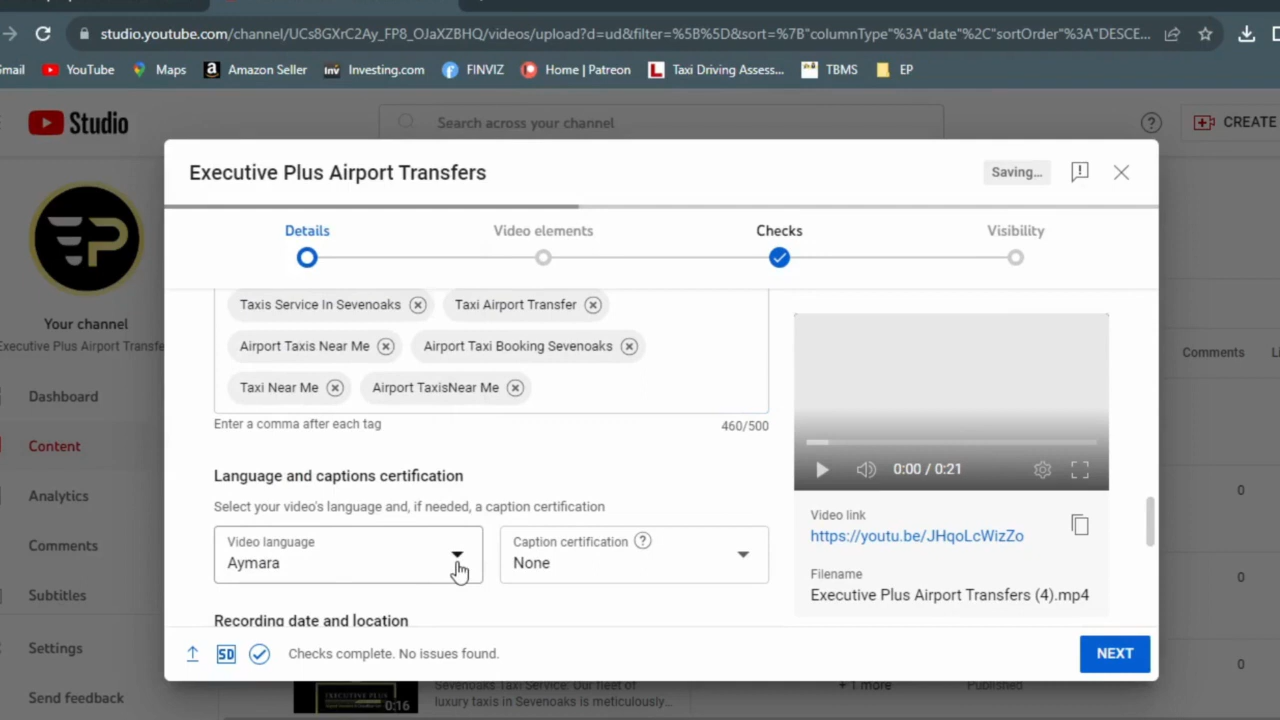 studio.youtube.com/channel/UCs8GXrC2Ay_FP8_OJaXZBHQ/videos/upload?d=ud&filter=%5B%5D&sort=%7B"columnType"%3A"date"%2C"sortOrder"%3A"DESCE...
Gmail YouTube Maps Amazon Seller Investing.com FINVIZ Home | Patreon Taxi Driving Assess... TBMS EP
Studio Search across your channel CREATE
Executive Plus Airport Transfers Saving...
Details Video elements Checks Visibility
Your channel
Executive Plus Airport Transfe
Dashboard
Content
Analytics
Comments
Subtitles
Settings
Send feedback
Taxis Service In Sevenoaks Taxi Airport Transfer
Airport Taxis Near Me Airport Taxi Booking Sevenoaks
Taxi Near Me Airport TaxisNear Me
Enter a comma after each tag 460/500
Language and captions certification
Select your video's language and, if needed, a caption certification
Video language
Aymara
Caption certification
None
Recording date and location
0:00 / 0:21
Video link
https://youtu.be/JHqoLcWizZo
Filename
Executive Plus Airport Transfers (4).mp4
SD Checks complete. No issues found. NEXT
Comments
0
0
0
EXECUTIVE PLUS
0:16
Sevenoaks Taxi Service: Our fleet of
luxury taxis in Sevenoaks is meticulously...
+ 1 more
Published